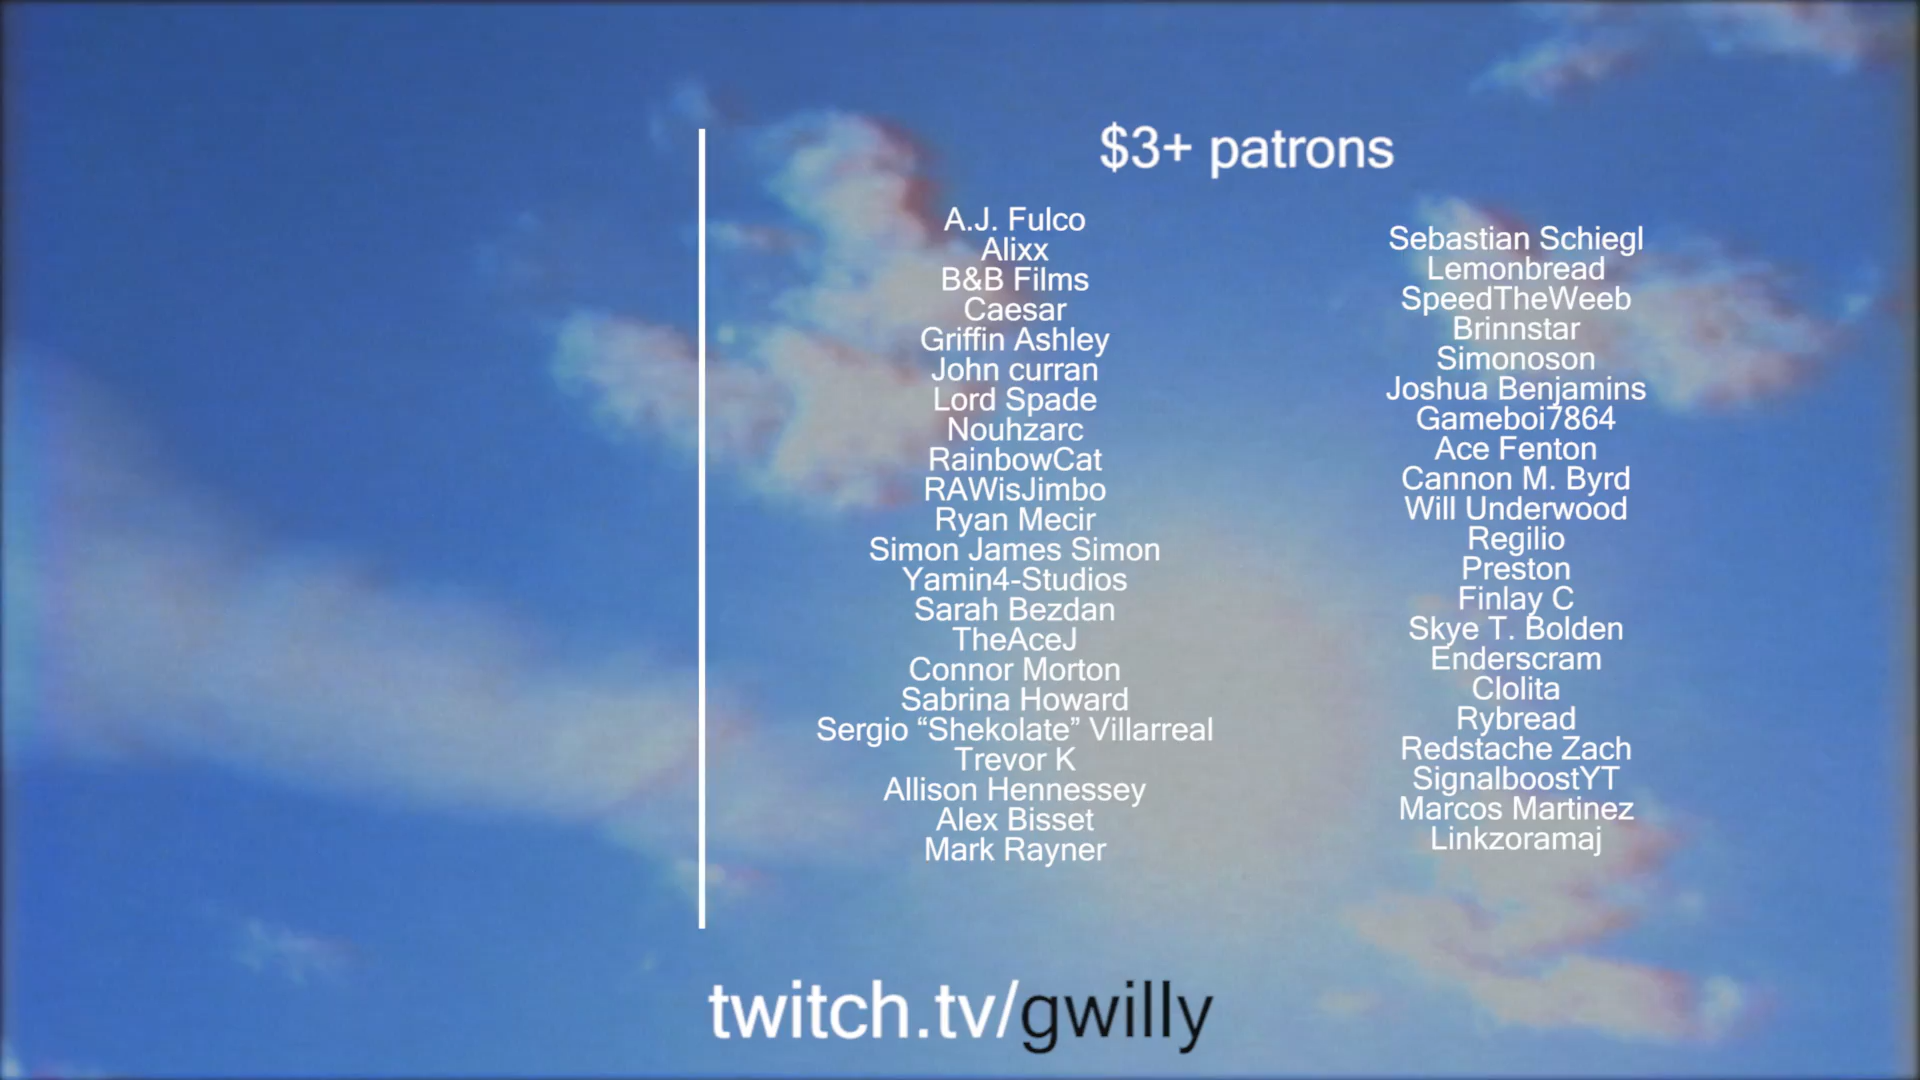 $3+ patrons
A.J. Fulco
Alixx
B&B Films
Caesar
Griffin Ashley
John curran
Lord Spade
Nouhzarc
RainbowCat
RAWisJimbo
Ryan Mecir
Simon James Simon
Yamin4-Studios
Sarah Bezdan
TheAceJ
Connor Morton
Sabrina Howard
Sergio “Shekolate” Villarreal
Trevor K
Allison Hennessey
Alex Bisset
Mark Rayner
Sebastian Schiegl
Lemonbread
SpeedTheWeeb
Brinnstar
Simonoson
Joshua Benjamins
Gameboi7864
Ace Fenton
Cannon M. Byrd
Will Underwood
Regilio
Preston
Finlay C
Skye T. Bolden
Enderscram
Clolita
Rybread
Redstache Zach
SignalboostYT
Marcos Martinez
Linkzoramaj
twitch.tv/gwilly